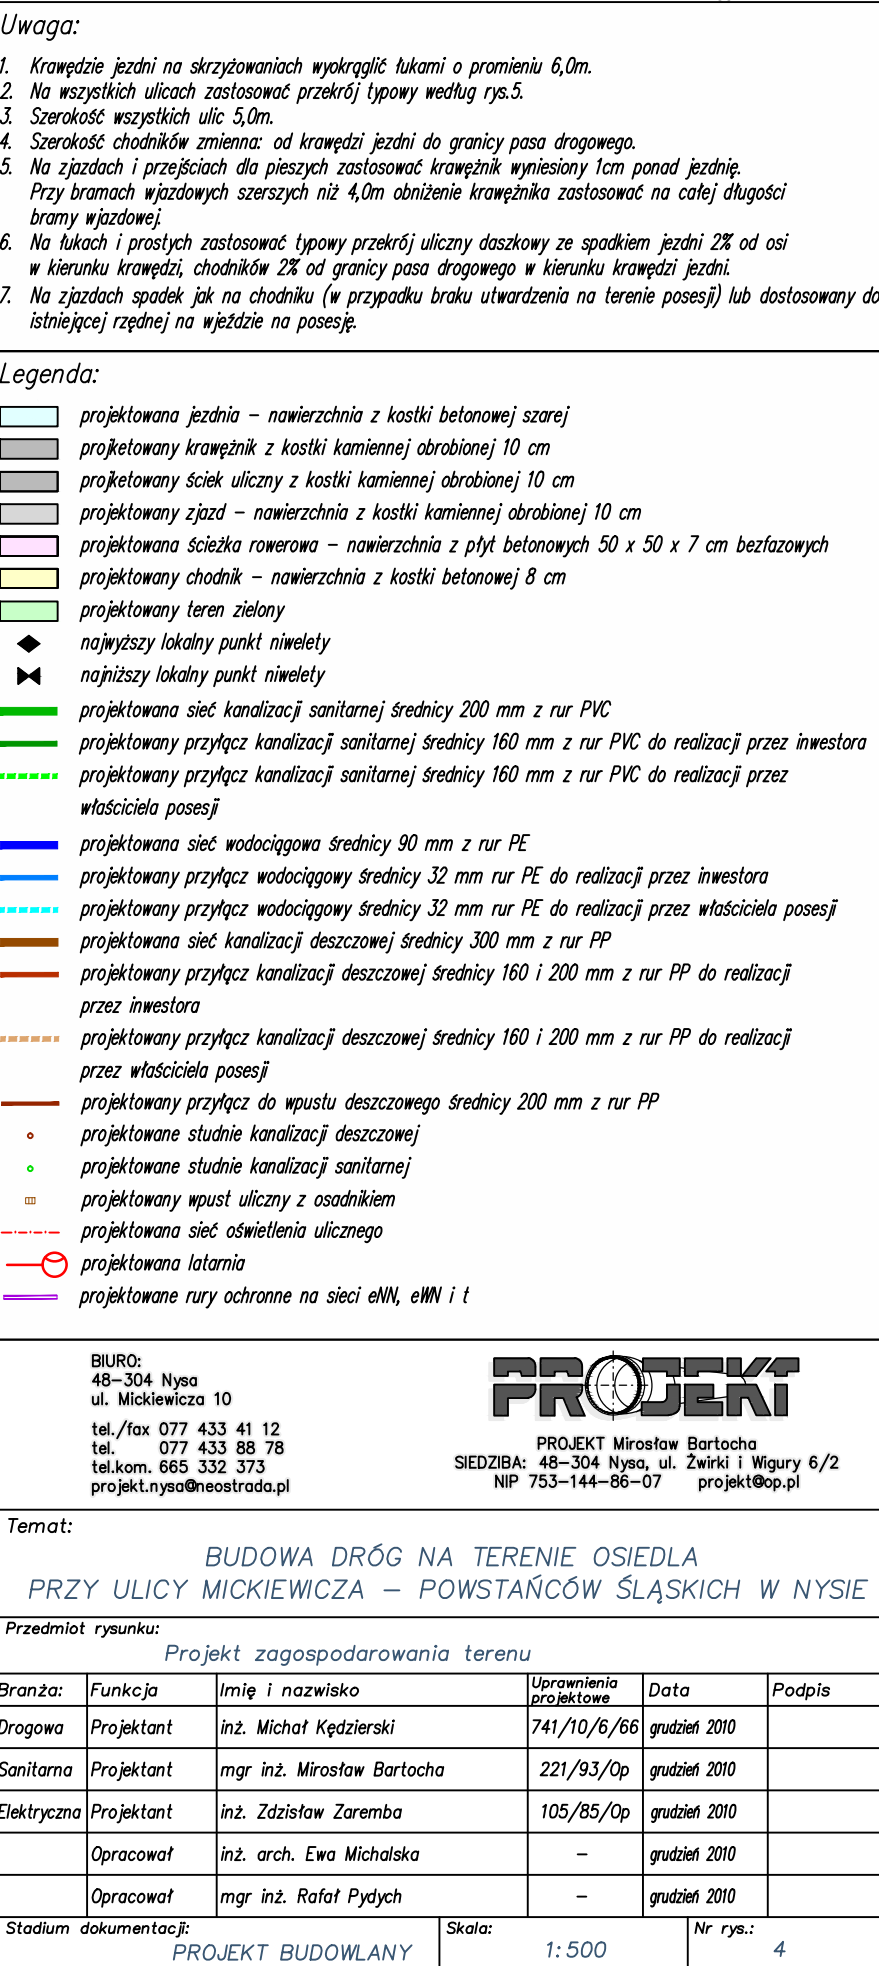 Uwaga:
1. Krawędzie jezdni na skrzyżowaniach wyokrąglić łukami o promieniu 6,0m.
2. Na wszystkich ulicach zastosować przekrój typowy według rys.5.
3. Szerokość wszystkich ulic 5,0m.
4. Szerokość chodników zmienna: od krawędzi jezdni do granicy pasa drogowego.
5. Na zjazdach i przejściach dla pieszych zastosować krawężnik wyniesiony 1cm ponad jezdnię.
Przy bramach wjazdowych szerszych niż 4,0m obniżenie krawężnika zastosować na całej długości
bramy wjazdowej.
6. Na łukach i prostych zastosować typowy przekrój uliczny daszkowy ze spadkiem jezdni 2% od osi
w kierunku krawędzi, chodników 2% od granicy pasa drogowego w kierunku krawędzi jezdni.
7. Na zjazdach spadek jak na chodniku (w przypadku braku utwardzenia na terenie posesji) lub dostosowany do
istniejącej rzędnej na wjeździe na posesję.
Legenda:
projektowana jezdnia – nawierzchnia z kostki betonowej szarej
projketowany krawężnik z kostki kamiennej obrobionej 10 cm
projketowany ściek uliczny z kostki kamiennej obrobionej 10 cm
projektowany zjazd – nawierzchnia z kostki kamiennej obrobionej 10 cm
projektowana ścieżka rowerowa – nawierzchnia z płyt betonowych 50 x 50 x 7 cm bezfazowych
projektowany chodnik – nawierzchnia z kostki betonowej 8 cm
projektowany teren zielony
najwyższy lokalny punkt niwelety
najniższy lokalny punkt niwelety
projektowana sieć kanalizacji sanitarnej średnicy 200 mm z rur PVC
projektowany przyłącz kanalizacji sanitarnej średnicy 160 mm z rur PVC do realizacji przez inwestora
projektowany przyłącz kanalizacji sanitarnej średnicy 160 mm z rur PVC do realizacji przez
właściciela posesji
projektowana sieć wodociągowa średnicy 90 mm z rur PE
projektowany przyłącz wodociągowy średnicy 32 mm rur PE do realizacji przez inwestora
projektowany przyłącz wodociągowy średnicy 32 mm rur PE do realizacji przez właściciela posesji
projektowana sieć kanalizacji deszczowej średnicy 300 mm z rur PP
projektowany przyłącz kanalizacji deszczowej średnicy 160 i 200 mm z rur PP do realizacji
przez inwestora
projektowany przyłącz kanalizacji deszczowej średnicy 160 i 200 mm z rur PP do realizacji
przez właściciela posesji
projektowany przyłącz do wpustu deszczowego średnicy 200 mm z rur PP
projektowane studnie kanalizacji deszczowej
projektowane studnie kanalizacji sanitarnej
projektowany wpust uliczny z osadnikiem
projektowana sieć oświetlenia ulicznego
projektowana latarnia
projektowane rury ochronne na sieci eNN, eWN i t
BIURO:
48–304 Nysa
ul. Mickiewicza 10
tel./fax 077 433 41 12
tel. 077 433 88 78
tel.kom. 665 332 373
projekt.nysa@neostrada.pl
PROJEKT
PROJEKT Mirosław Bartocha
SIEDZIBA: 48–304 Nysa, ul. Żwirki i Wigury 6/2
NIP 753–144–86–07 projekt@op.pl
Temat:
BUDOWA DRÓG NA TERENIE OSIEDLA
PRZY ULICY MICKIEWICZA – POWSTAŃCÓW ŚLĄSKICH W NYSIE
Przedmiot rysunku:
Projekt zagospodarowania terenu
Branża: Funkcja Imię i nazwisko Uprawnienia projektowe Data Podpis
Drogowa Projektant inż. Michał Kędzierski 741/10/6/66 grudzień 2010
Sanitarna Projektant mgr inż. Mirosław Bartocha 221/93/Op grudzień 2010
Elektryczna Projektant inż. Zdzisław Zaremba 105/85/Op grudzień 2010
Opracował inż. arch. Ewa Michalska – grudzień 2010
Opracował mgr inż. Rafał Pydych – grudzień 2010
Stadium dokumentacji: Skala: Nr rys.:
PROJEKT BUDOWLANY 1:500 4